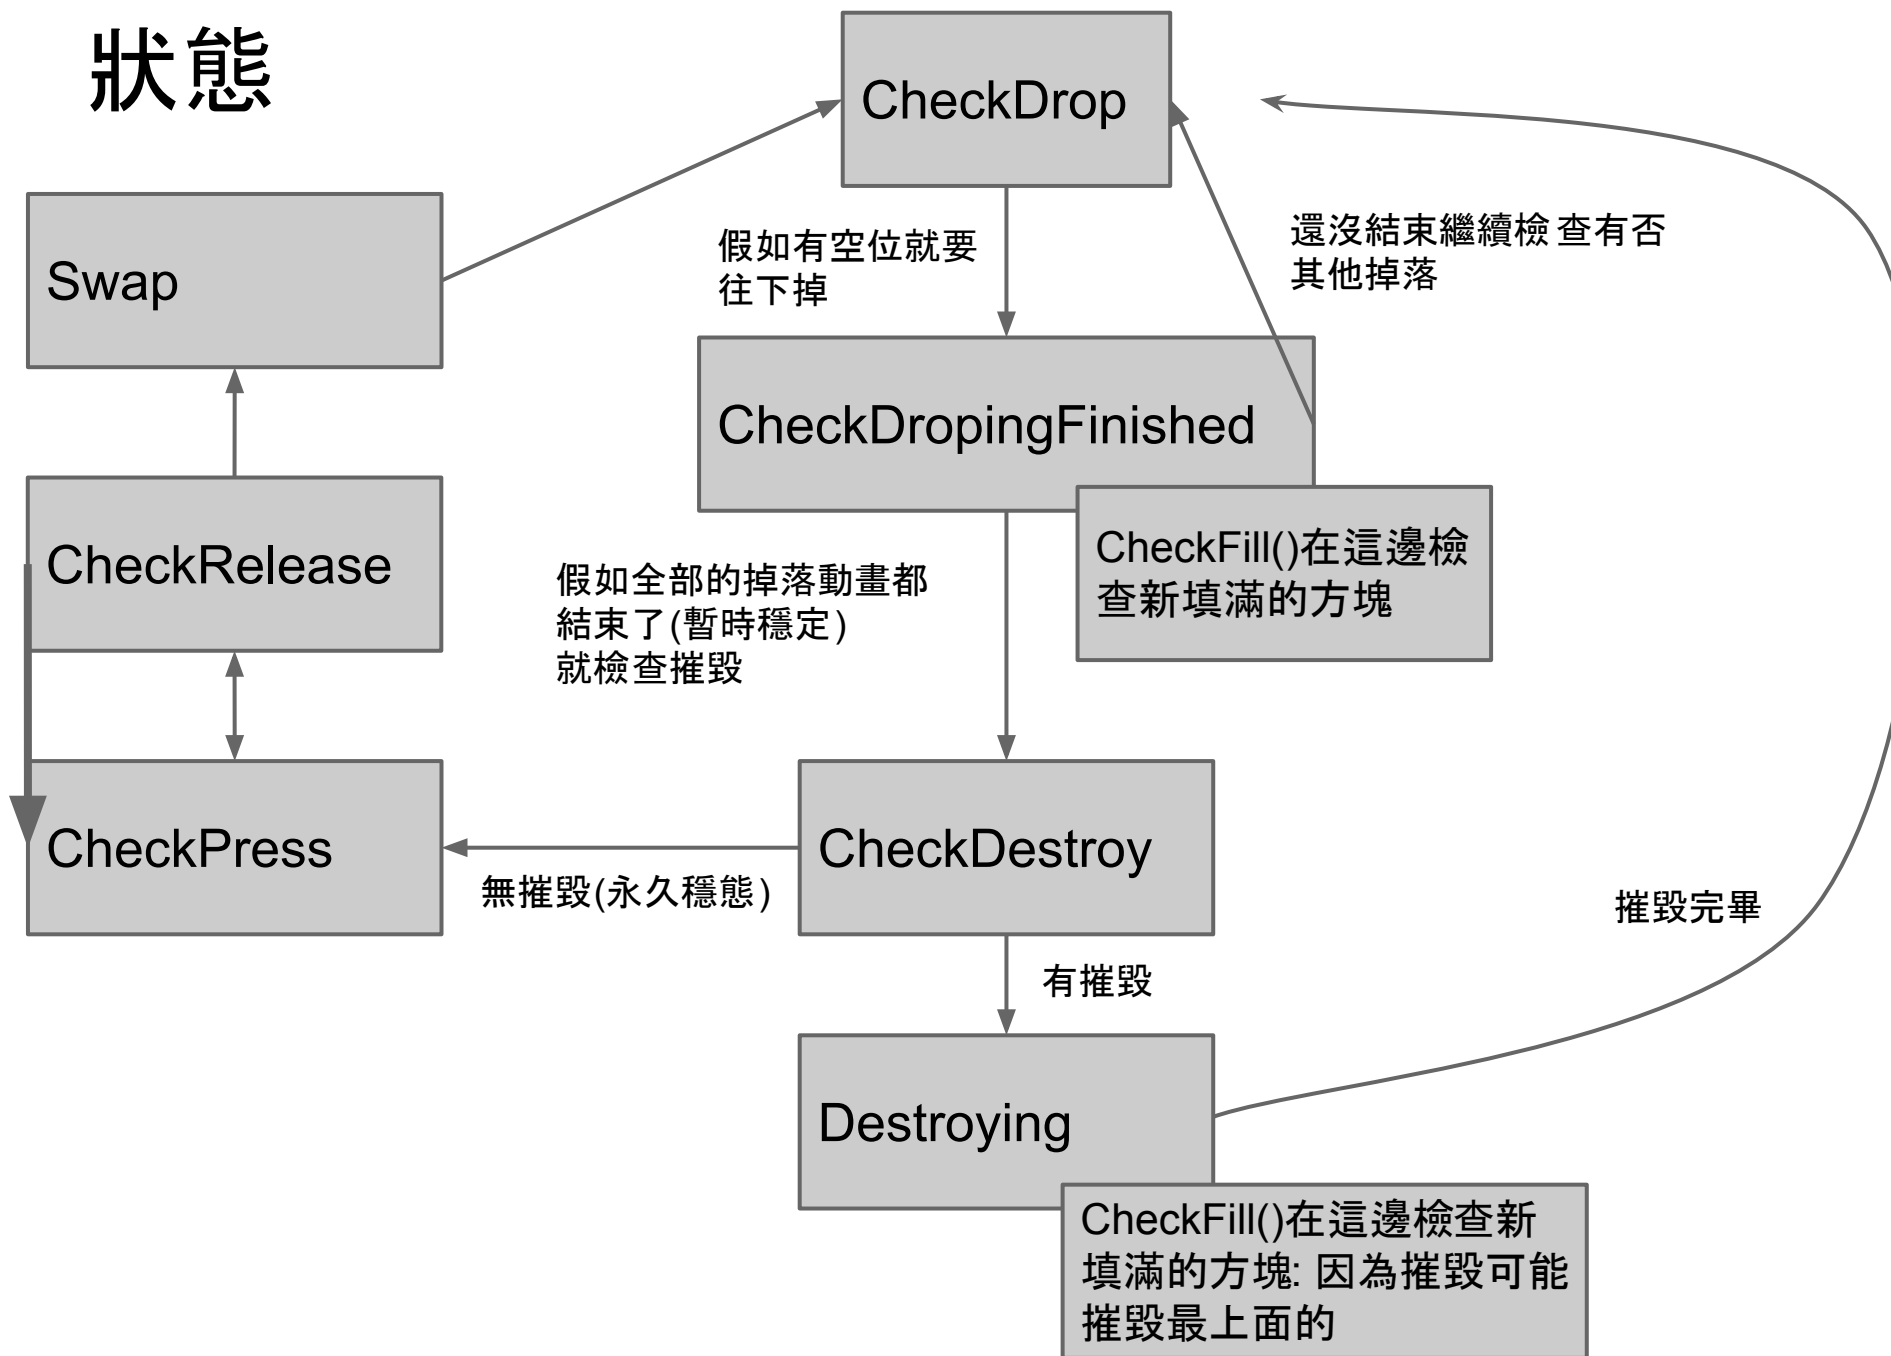 狀態
CheckDrop
Swap
假如有空位就要
往下掉
還沒結束繼續檢查有否
其他掉落
CheckDropingFinished
CheckFill()在這邊檢
查新填滿的方塊
CheckRelease
假如全部的掉落動畫都
結束了(暫時穩定)
就檢查摧毀
CheckPress
無摧毀(永久穩態)
CheckDestroy
摧毀完畢
有摧毀
Destroying
CheckFill()在這邊檢查新
填滿的方塊: 因為摧毀可能
摧毀最上面的